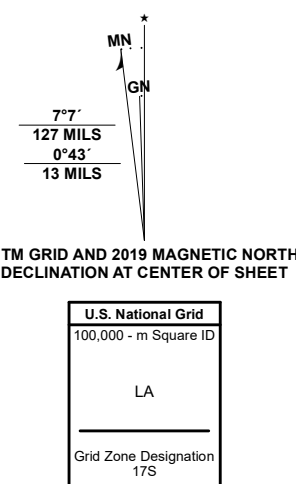 ★
MN
GN
7°7´
127 MILS
0°43´
13 MILS
TM GRID AND 2019 MAGNETIC NORTH
DECLINATION AT CENTER OF SHEET
U.S. National Grid
100,000 - m Square ID
LA
Grid Zone Designation
17S